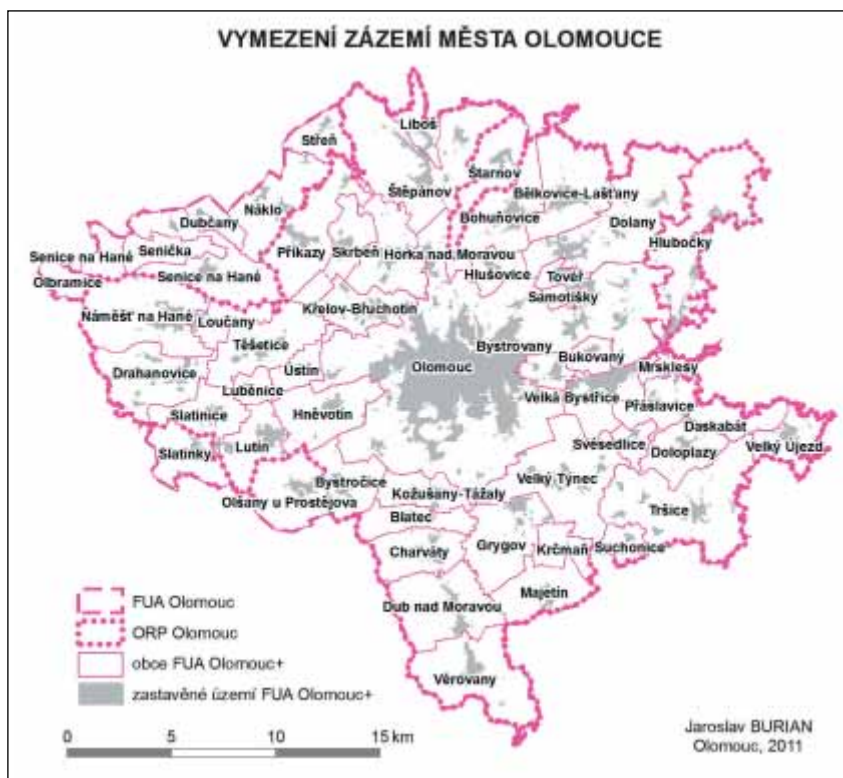 VYMEZENÍ ZÁZEMÍ MĚSTA OLOMOUCE
Liboš
Střeň
Štarnov
Štěpánov
Bělkovice-Lašťany
Náklo
Bohuňovice
Dubčany
Dolany
Senička
Příkazy
Skrbeň
Horka nad Moravou
Hlubočky
Senice na Hané
Hlušovice
Senice na Hané
Tovéř
Olbramice
Samotišky
Křelov-Břuchotín
Náměšť na Hané
Loučany
Těšetice
Bystrovany
Bukovany
Olomouc
Mrsklesy
Drahanovice
Ústín
Luběnice
Velká Bystřice
Přáslavice
Slatinice
Hněvotín
Daskabát
Svésedlice
Velký Újezd
Slatinky
Lutín
Doloplazy
Velký Týnec
Bystročice
Kožušany-Tážaly
Olšany u Prostějova
Blatec
Tršice
Charváty
Grygov
Krčmaň
Suchonice
Majetín
Dub nad Moravou
Věrovany
FUA Olomouc
ORP Olomouc
obce FUA Olomouc+
zastavěné území FUA Olomouc+
0 5 10 15 km
Jaroslav BURIAN
Olomouc, 2011